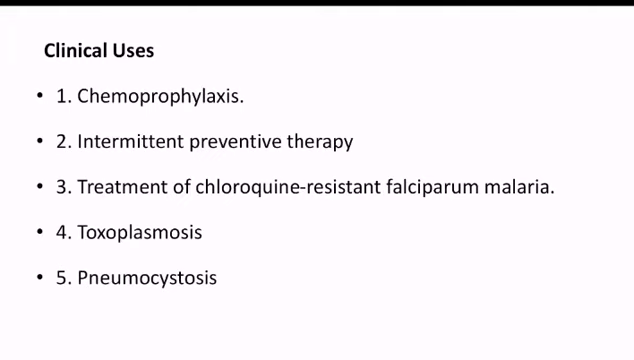 Clinical Uses
• 1. Chemoprophylaxis.
• 2. Intermittent preventive therapy
• 3. Treatment of chloroquine-resistant falciparum malaria.
• 4. Toxoplasmosis
• 5. Pneumocystosis